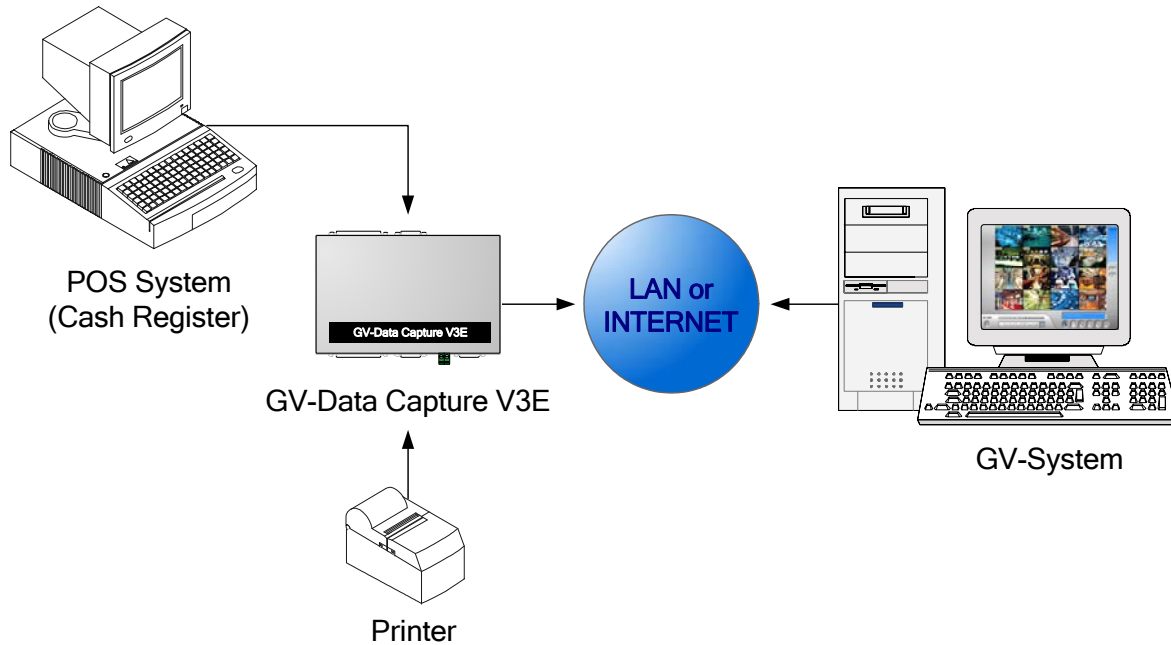 POS System
(Cash Register)
GV-Data Capture V3E
GV-Data Capture V3E
LAN or
INTERNET
GV-System
Printer